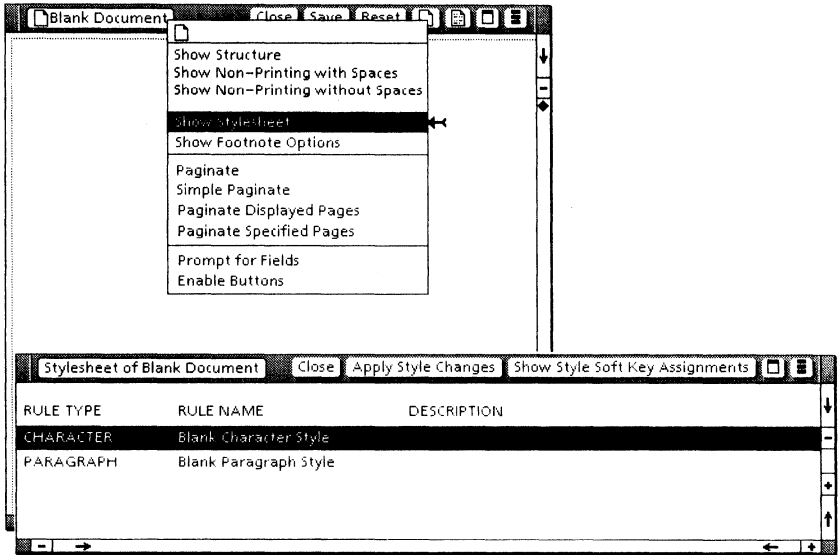 Blank Document Close Save Reset
Show Structure
Show Non-Printing with Spaces
Show Non-Printing without Spaces
Show Stylesheet
Show Footnote Options
Paginate
Simple Paginate
Paginate Displayed Pages
Paginate Specified Pages
Prompt for Fields
Enable Buttons
Stylesheet of Blank Document Close Apply Style Changes Show Style Soft Key Assignments
RULE TYPE RULE NAME DESCRIPTION
CHARACTER Blank Character Style
PARAGRAPH Blank Paragraph Style